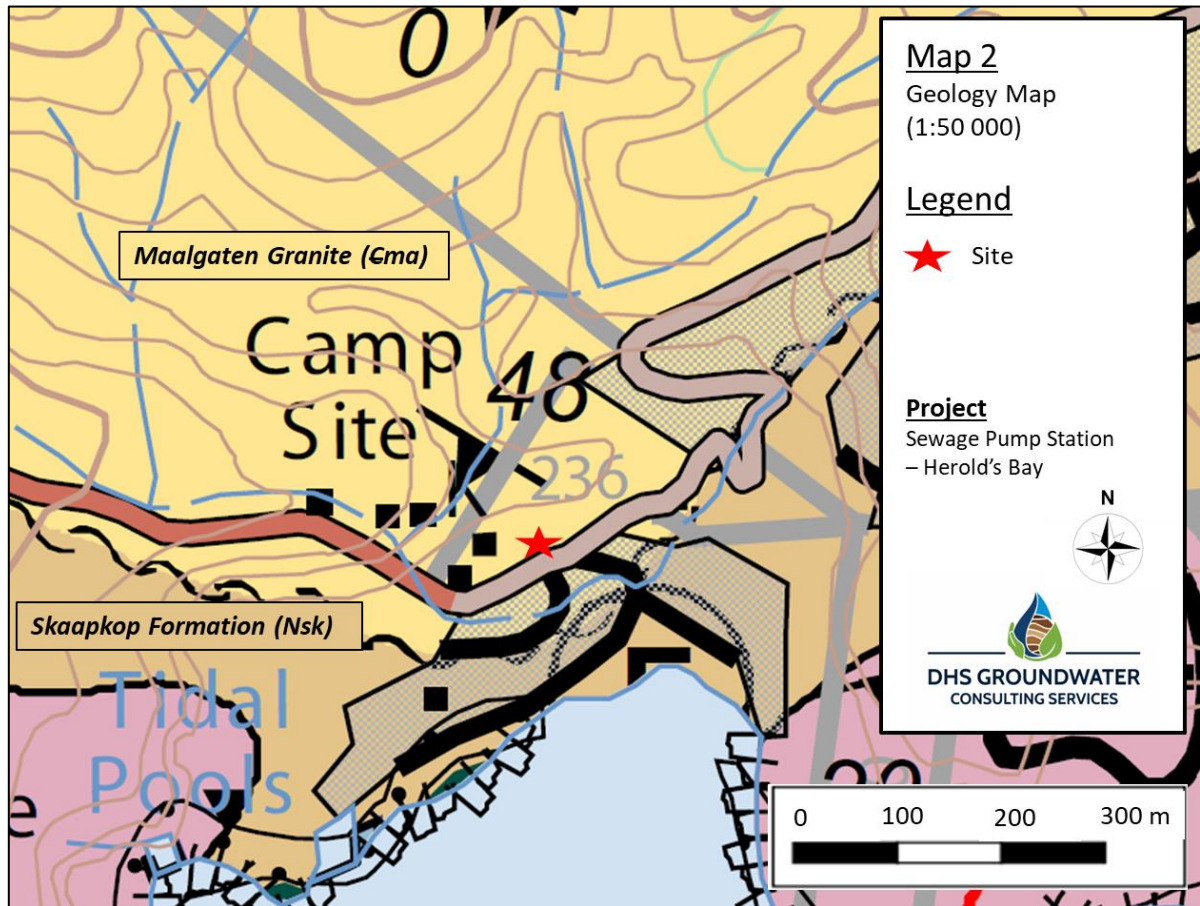 0
Map 2
Geology Map
(1:50 000)
Legend
Site
Maalgaten Granite (Ꞓma)
Camp
Site
48
236
Project
Sewage Pump Station
– Herold's Bay
N
DHS GROUNDWATER
CONSULTING SERVICES
Skaapkop Formation (Nsk)
Tidal
Pools
e
0 100 200 300 m